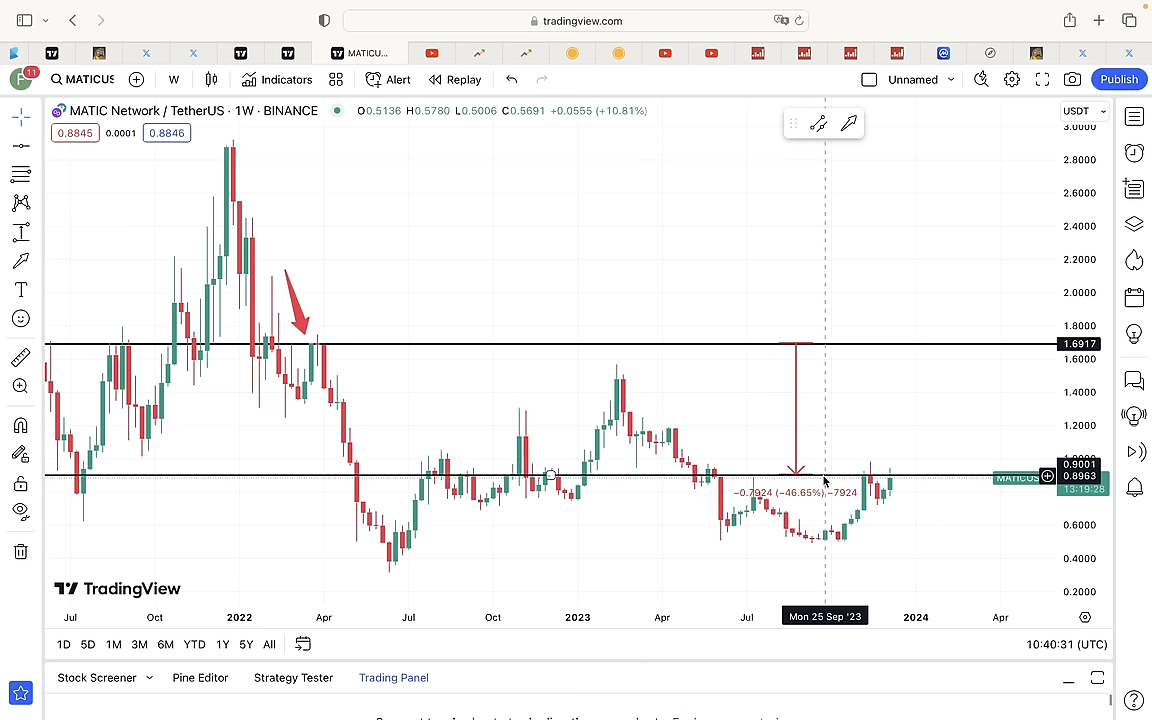 tradingview.com
MATICU...
F 11
MATICUS
W
Indicators
Alert
Replay
Unnamed
Publish
MATIC Network / TetherUS · 1W · BINANCE
O0.5136 H0.5780 L0.5006 C0.5691 +0.0555 (+10.81%)
0.8845 0.0001 0.8846
USDT
3.0000
2.8000
2.6000
2.4000
2.2000
2.0000
1.8000
1.6917
1.6000
1.4000
1.2000
0.9001
MATICUS 0.8963
13:19:28
−0.7924 (−46.65%) −7924
0.6000
0.4000
0.2000
TradingView
Jul Oct 2022 Apr Jul Oct 2023 Apr Jul Mon 25 Sep '23 2024 Apr
1D 5D 1M 3M 6M YTD 1Y 5Y All
10:40:31 (UTC)
Stock Screener Pine Editor Strategy Tester Trading Panel